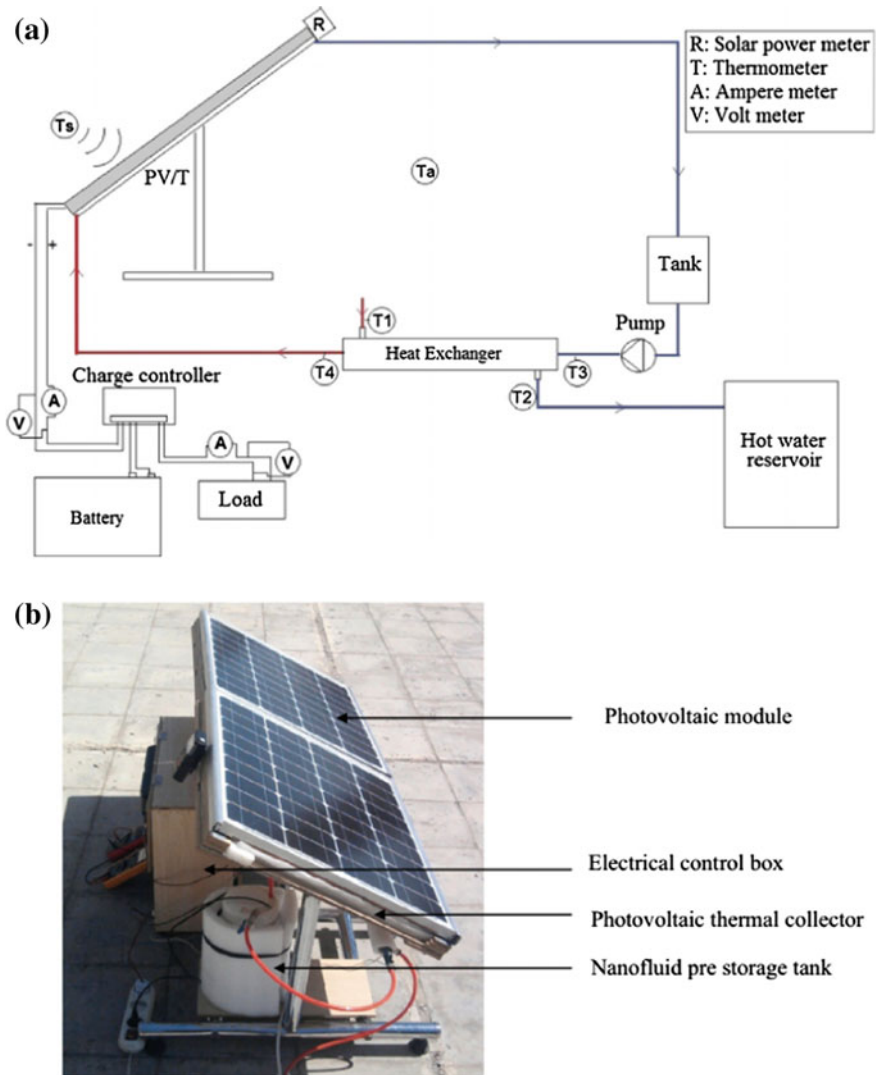 (a)
R
R: Solar power meter
T: Thermometer
A: Ampere meter
V: Volt meter
Ts
PV/T
Ta
- +
Tank
T1
Pump
Heat Exchanger
T4
T3
T2
Charge controller
A
V
A
V
Hot water
reservoir
Load
Battery
(b)
Photovoltaic module
Electrical control box
Photovoltaic thermal collector
Nanofluid pre storage tank